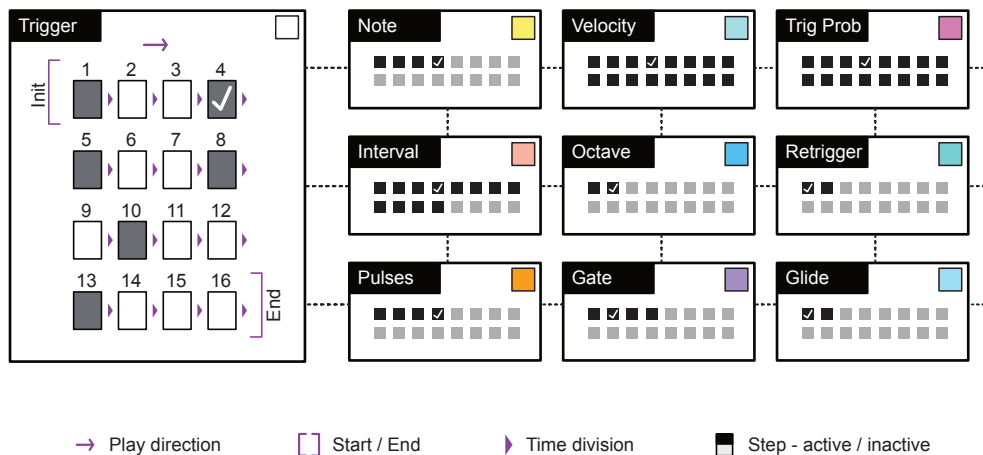 Trigger
Init
1 2 3 4
5 6 7 8
9 10 11 12
13 14 15 16
End
Note
Velocity
Trig Prob
Interval
Octave
Retrigger
Pulses
Gate
Glide
Play direction
Start / End
Time division
Step - active / inactive